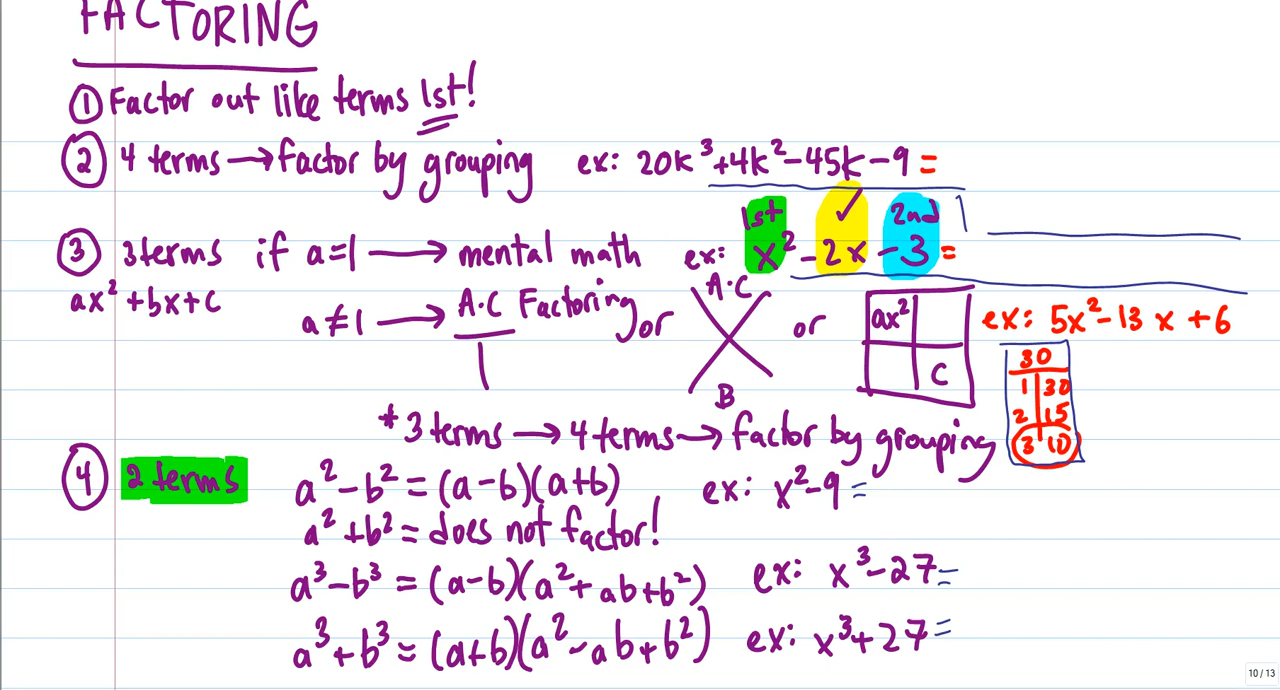 FACTORING
① Factor out like terms 1st!
② 4 terms → factor by grouping ex: 20k³+4k²-45k-9=
1st ✓ 2nd
③ 3 terms if a=1 → mental math ex: x²-2x-3=
ax²+bx+c
a≠1 → A·C Factoring or A·C B or ax² C ex: 5x²-13x+6
30
1 | 30
2 | 15
3 | 10
*3 terms → 4 terms → factor by grouping
④ 2 terms a²-b²=(a-b)(a+b) ex: x²-9=
a²+b²=does not factor!
a³-b³=(a-b)(a²+ab+b²) ex: x³-27=
a³+b³=(a+b)(a²-ab+b²) ex: x³+27=
10 / 13